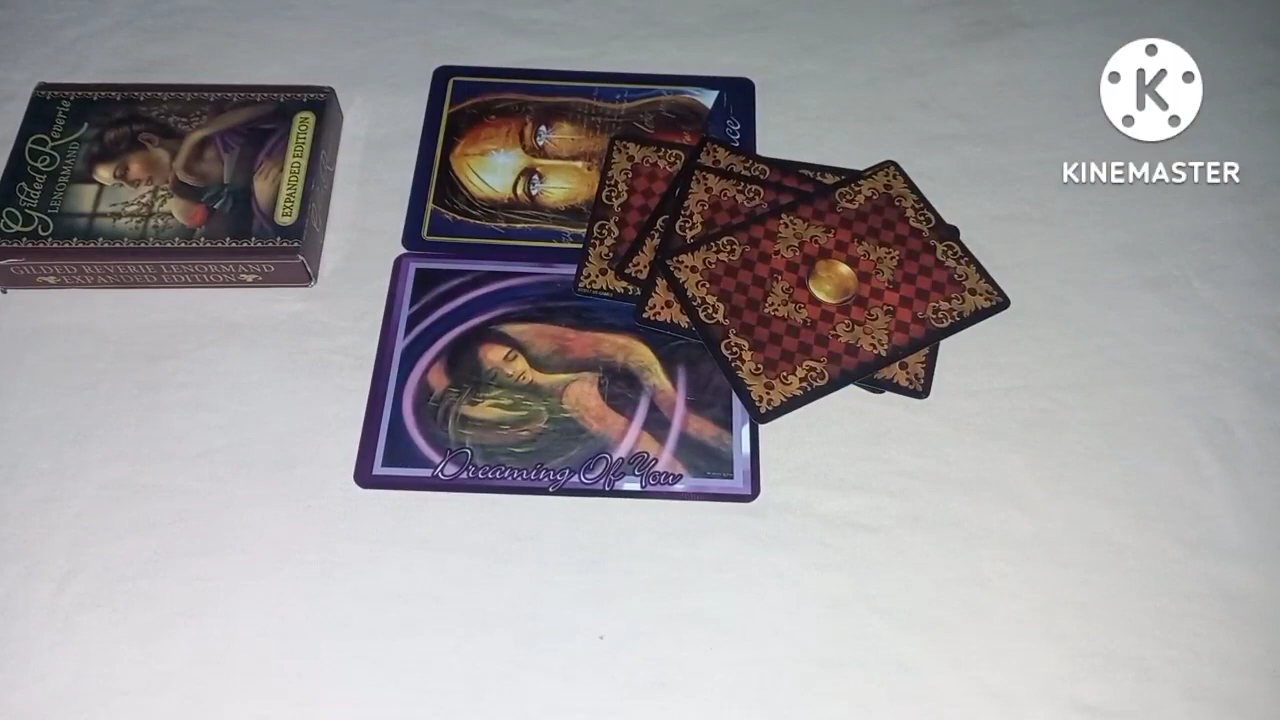 Gilded Reverie
LENORMAND
EXPANDED EDITION
GILDED REVERIE LENORMAND
EXPANDED EDITION
Dreaming Of You
K
KINEMASTER